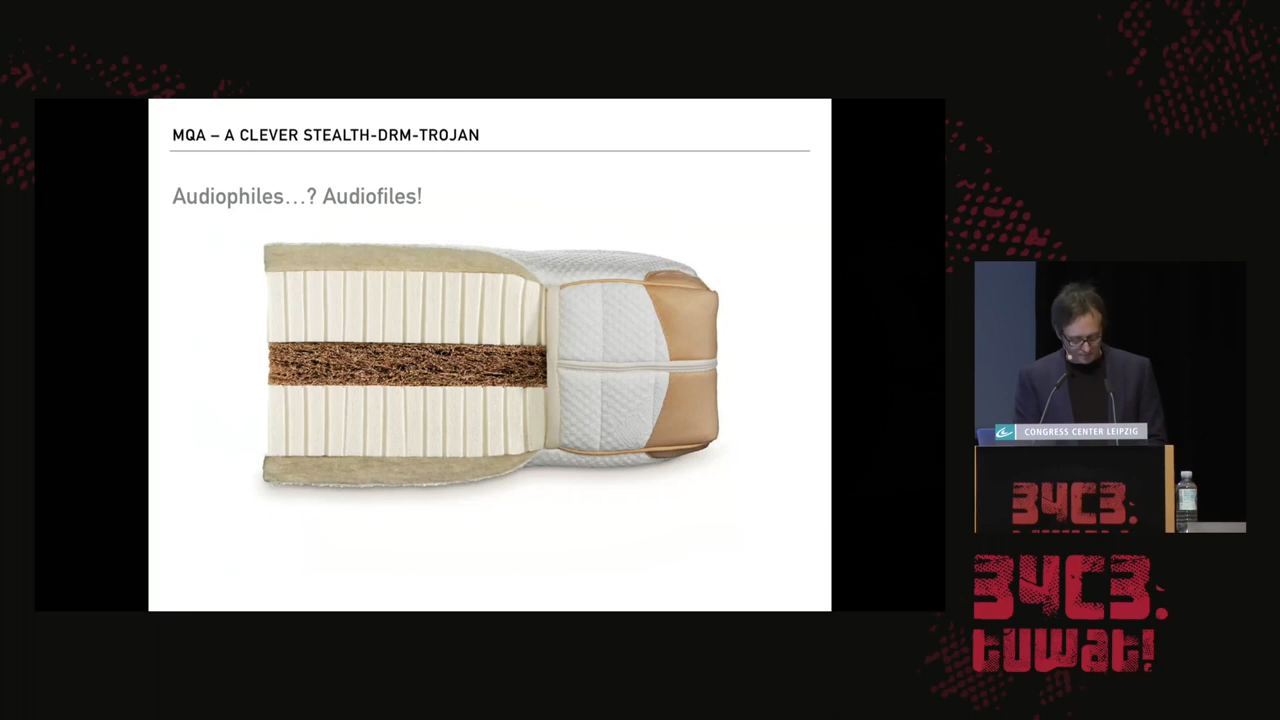 MQA – A CLEVER STEALTH-DRM-TROJAN
Audiophiles...? Audiofiles!
CONGRESS CENTER LEIPZIG
34C3.
34C3.
tuwat!